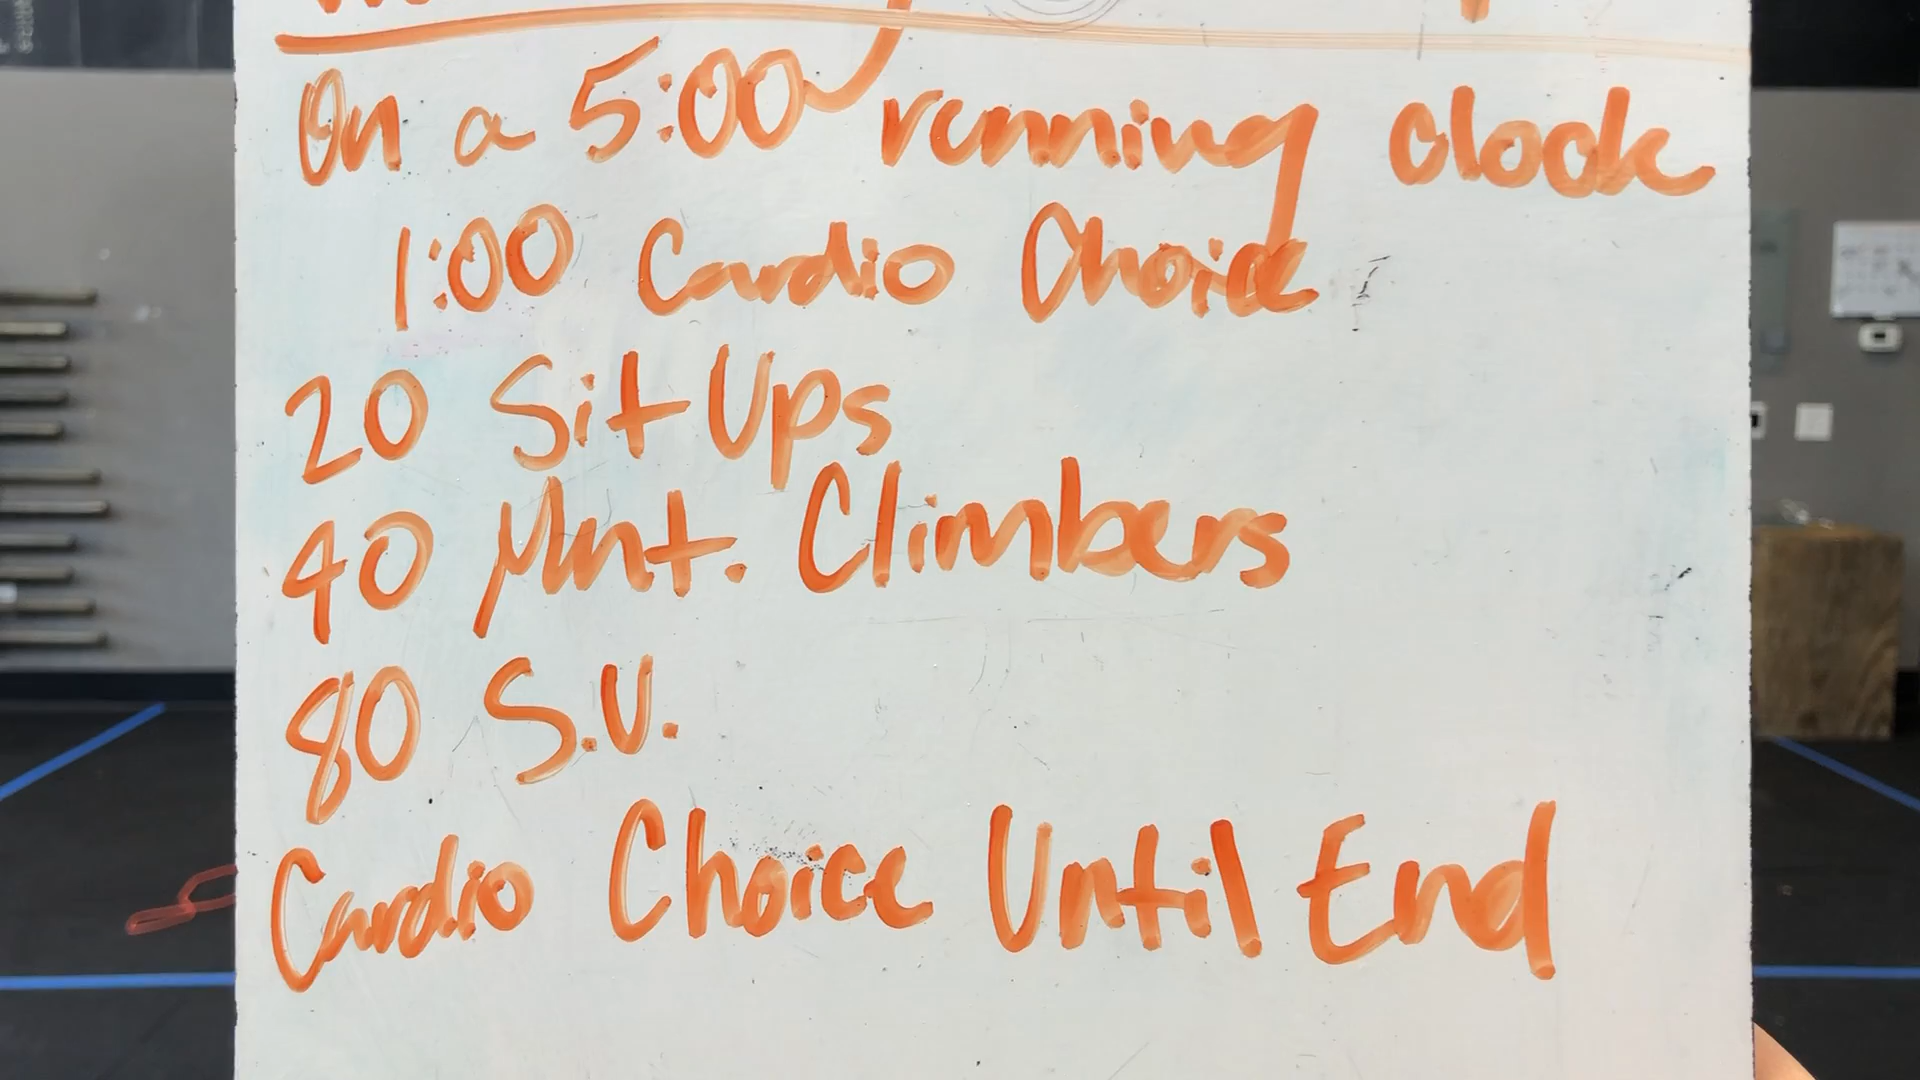 On a 5:00 running clock
1:00 Cardio Choice
20 Sit Ups
40 Mnt. Climbers
80 S.U.
Cardio Choice Until End